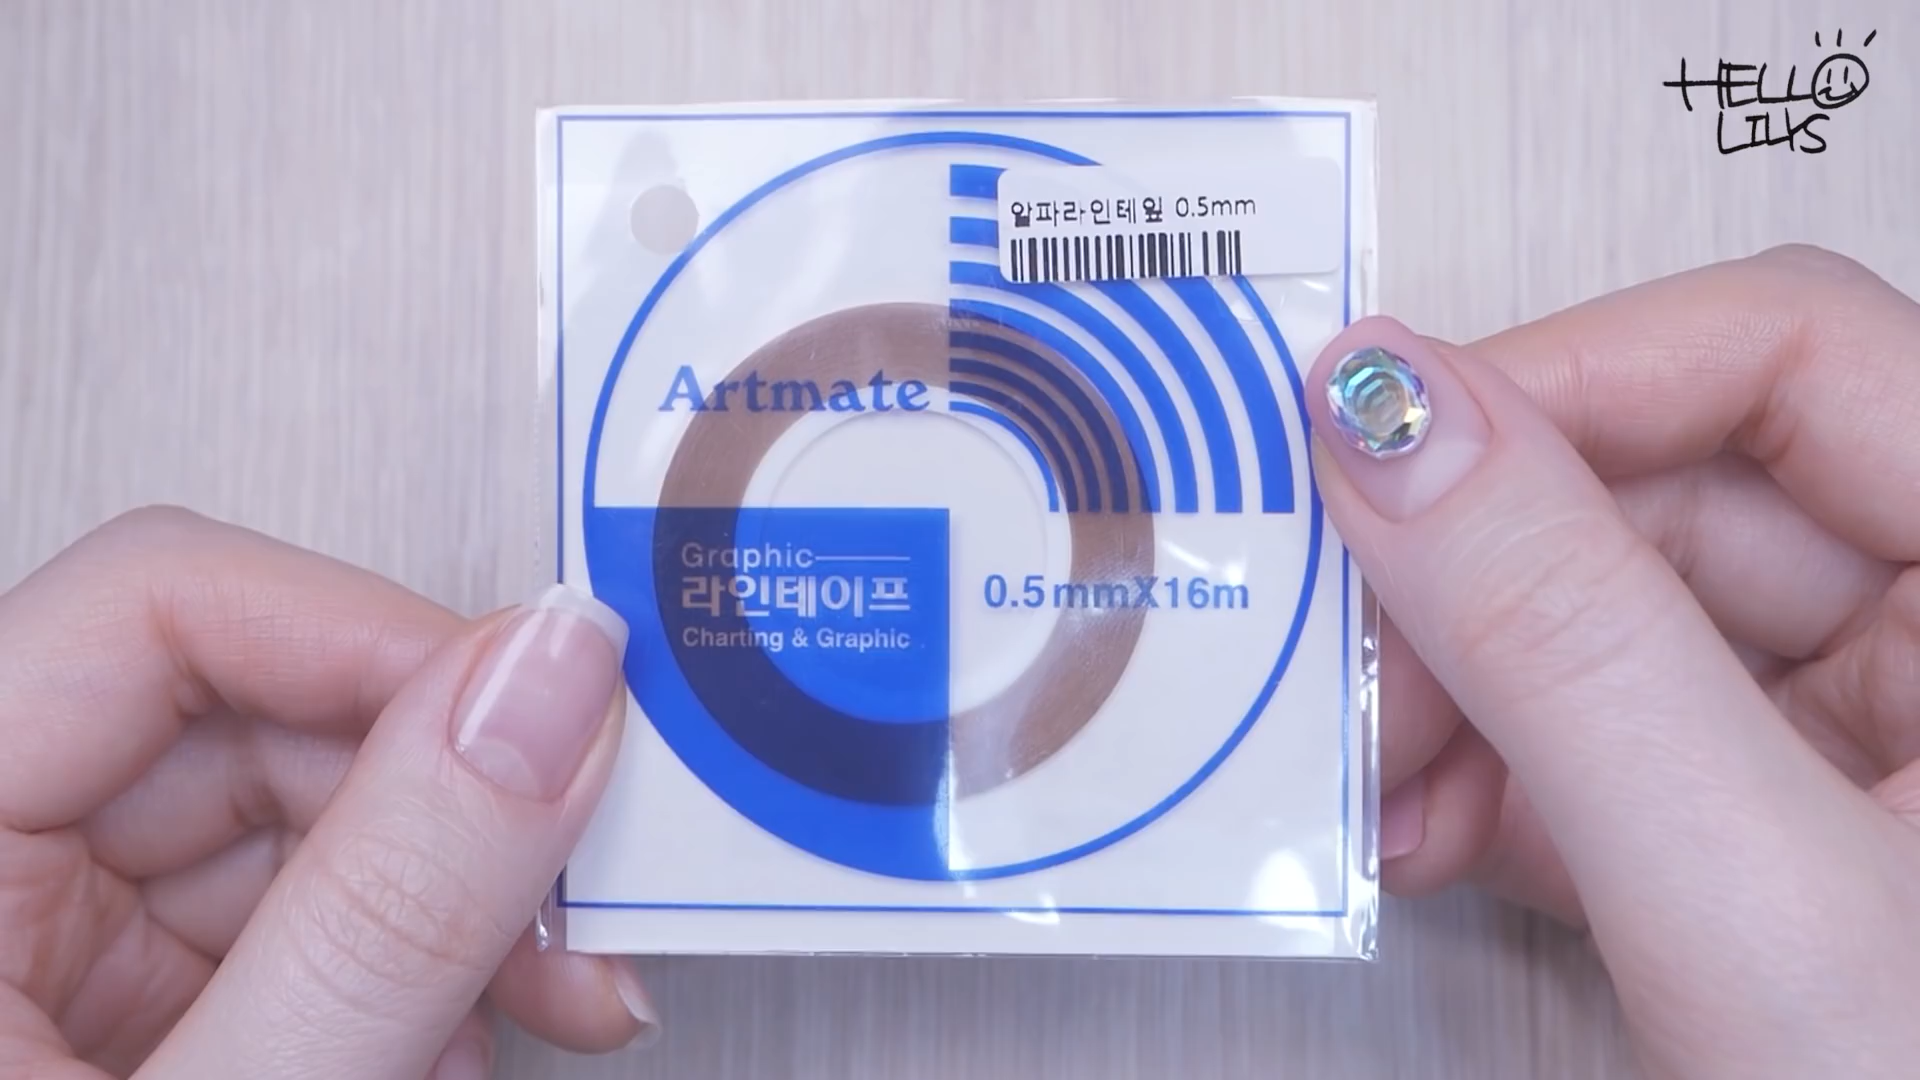 HELLO
LILYS
알파라인테잎 0.5mm
Artmate
Graphic
라인테이프
Charting & Graphic
0.5mmX16m